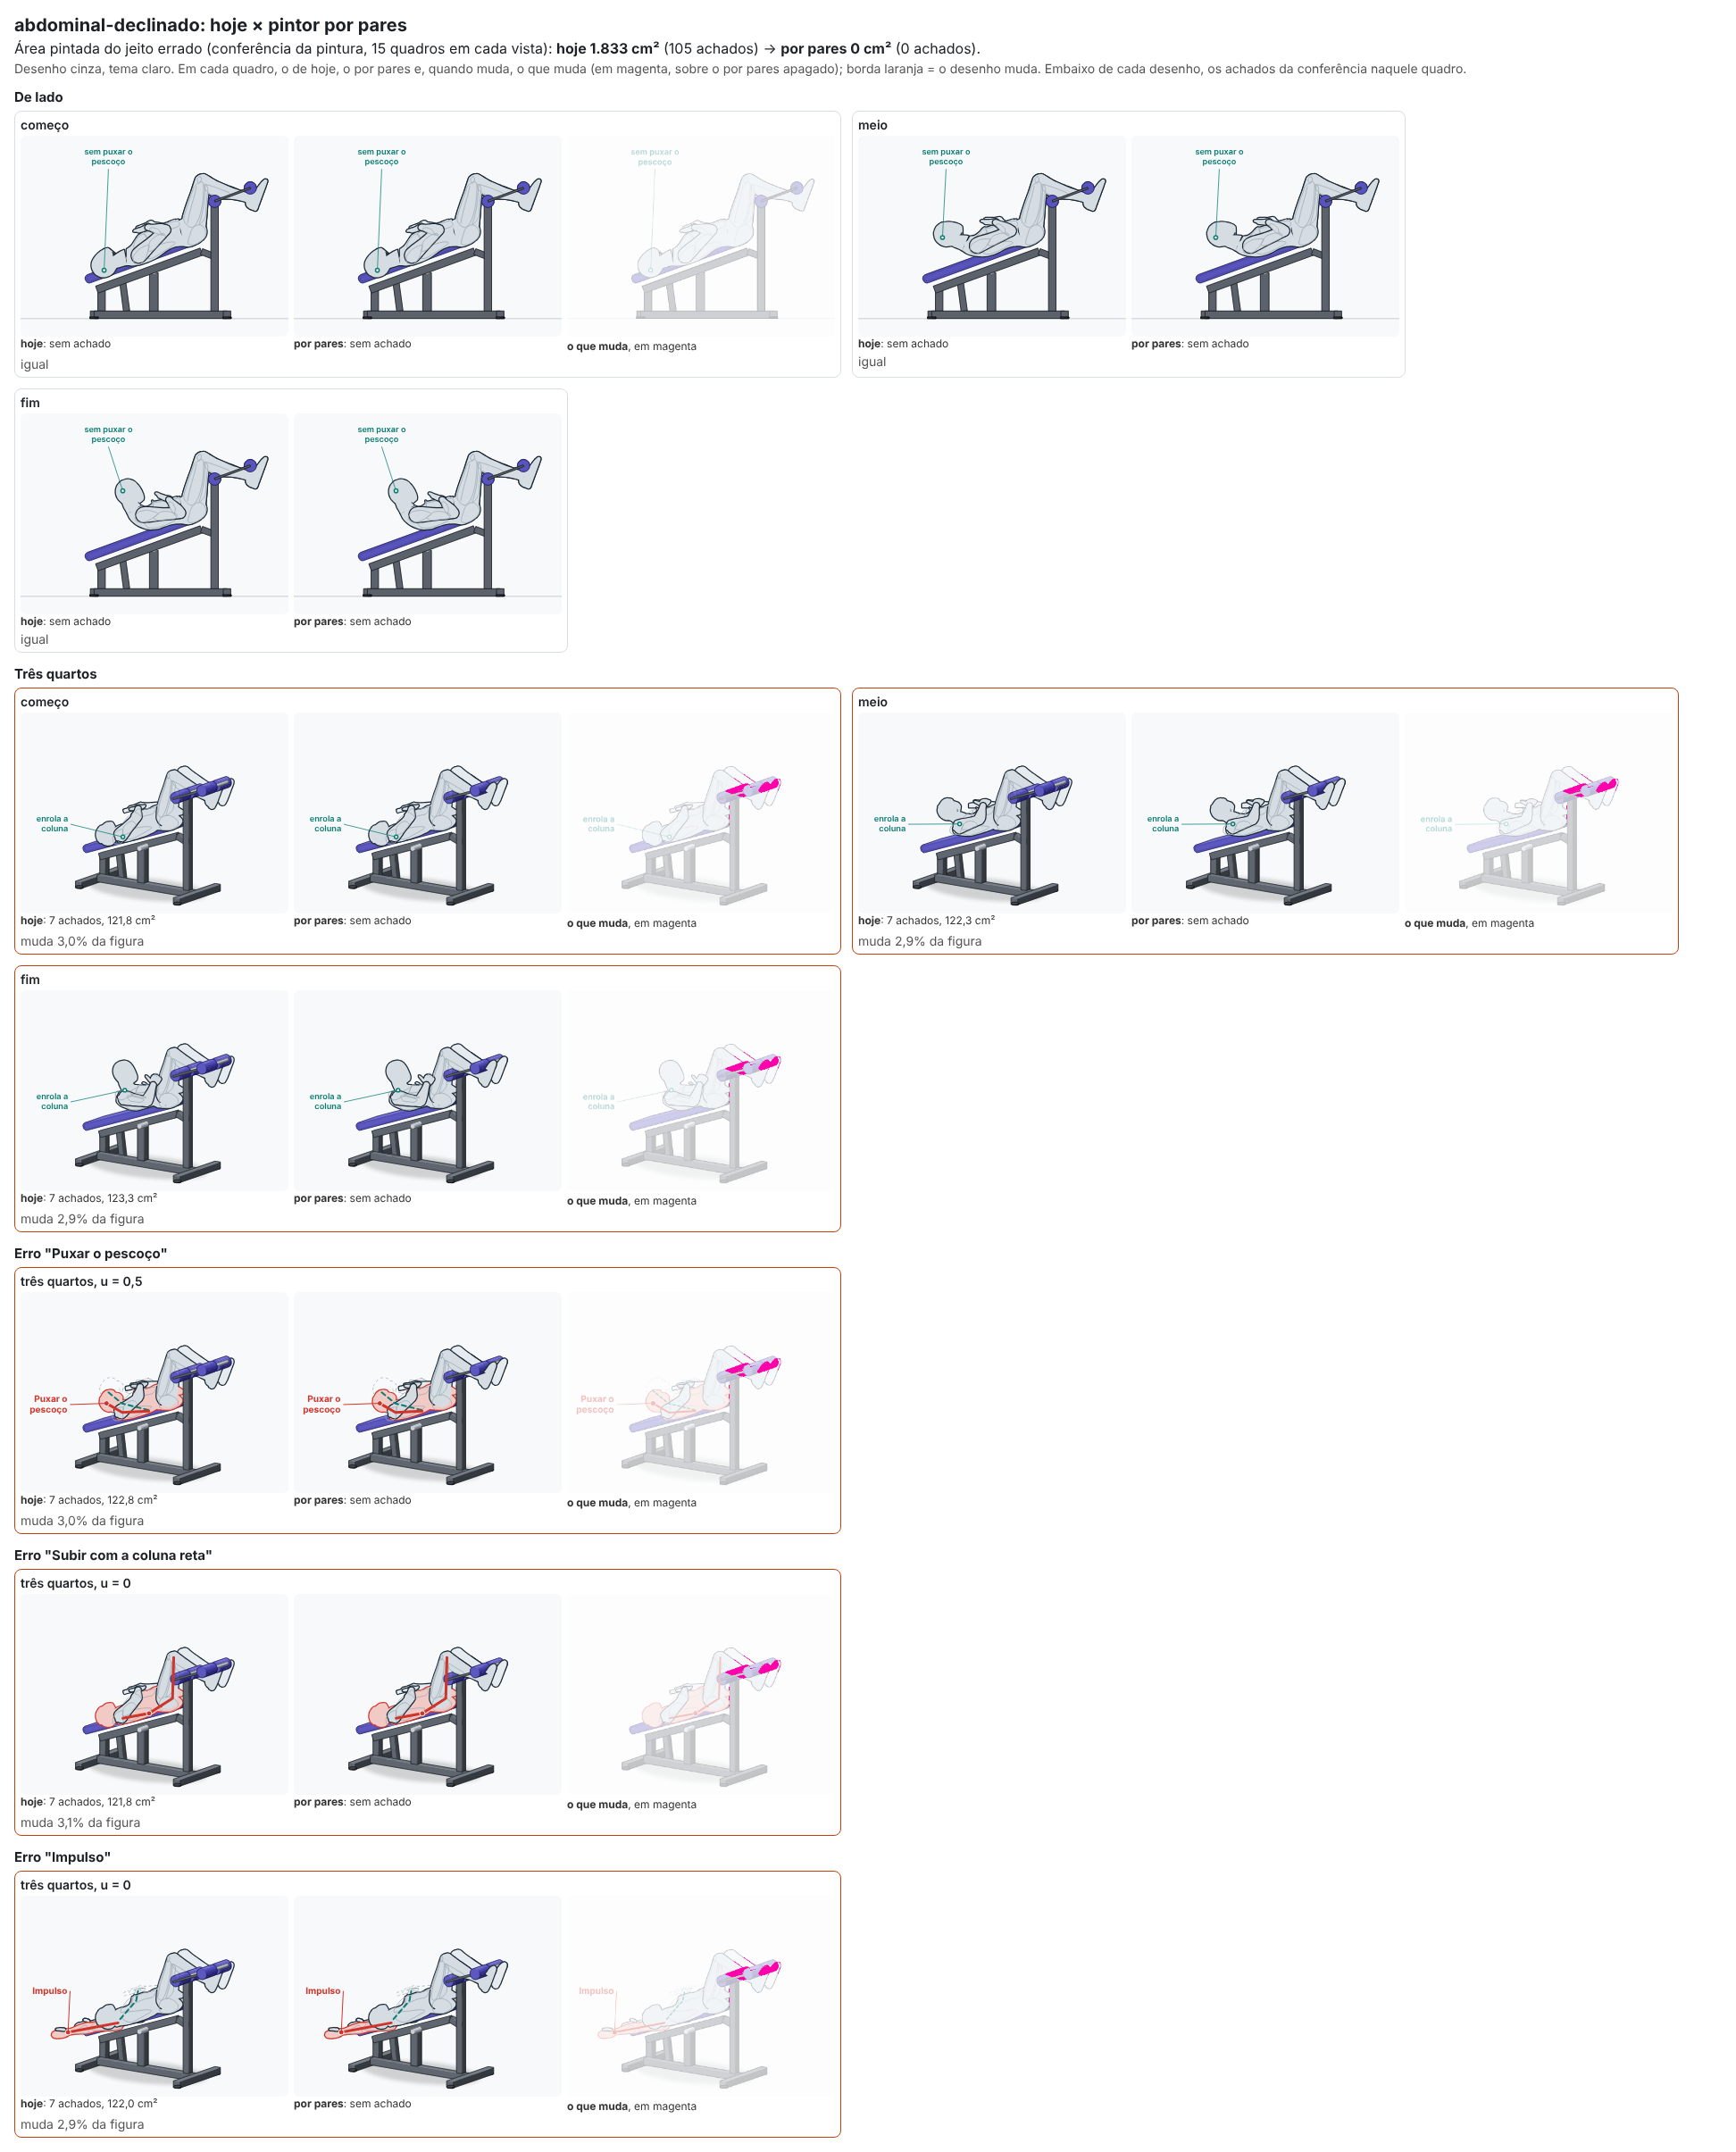 abdominal-declinado: hoje × pintor por pares
Área pintada do jeito errado (conferência da pintura, 15 quadros em cada vista): hoje 1.833 cm² (105 achados) → por pares 0 cm² (0 achados).
Desenho cinza, tema claro. Em cada quadro, o de hoje, o por pares e, quando muda, o que muda (em magenta, sobre o por pares apagado); borda laranja = o desenho muda. Embaixo de cada desenho, os achados da conferência naquele quadro.
De lado
começo
sem puxar o
pescoço
sem puxar o
pescoço
sem puxar o
pescoço
hoje: sem achado
por pares: sem achado
o que muda, em magenta
igual
meio
sem puxar o
pescoço
sem puxar o
pescoço
hoje: sem achado
por pares: sem achado
igual
fim
sem puxar o
pescoço
sem puxar o
pescoço
hoje: sem achado
por pares: sem achado
igual
Três quartos
começo
enrola a
coluna
enrola a
coluna
enrola a
coluna
hoje: 7 achados, 121,8 cm²
por pares: sem achado
o que muda, em magenta
muda 3,0% da figura
meio
enrola a
coluna
enrola a
coluna
enrola a
coluna
hoje: 7 achados, 122,3 cm²
por pares: sem achado
o que muda, em magenta
muda 2,9% da figura
fim
enrola a
coluna
enrola a
coluna
enrola a
coluna
hoje: 7 achados, 123,3 cm²
por pares: sem achado
o que muda, em magenta
muda 2,9% da figura
Erro "Puxar o pescoço"
três quartos, u = 0,5
Puxar o
pescoço
Puxar o
pescoço
Puxar o
pescoço
hoje: 7 achados, 122,8 cm²
por pares: sem achado
o que muda, em magenta
muda 3,0% da figura
Erro "Subir com a coluna reta"
três quartos, u = 0
hoje: 7 achados, 121,8 cm²
por pares: sem achado
o que muda, em magenta
muda 3,1% da figura
Erro "Impulso"
três quartos, u = 0
Impulso
Impulso
Impulso
hoje: 7 achados, 122,0 cm²
por pares: sem achado
o que muda, em magenta
muda 2,9% da figura